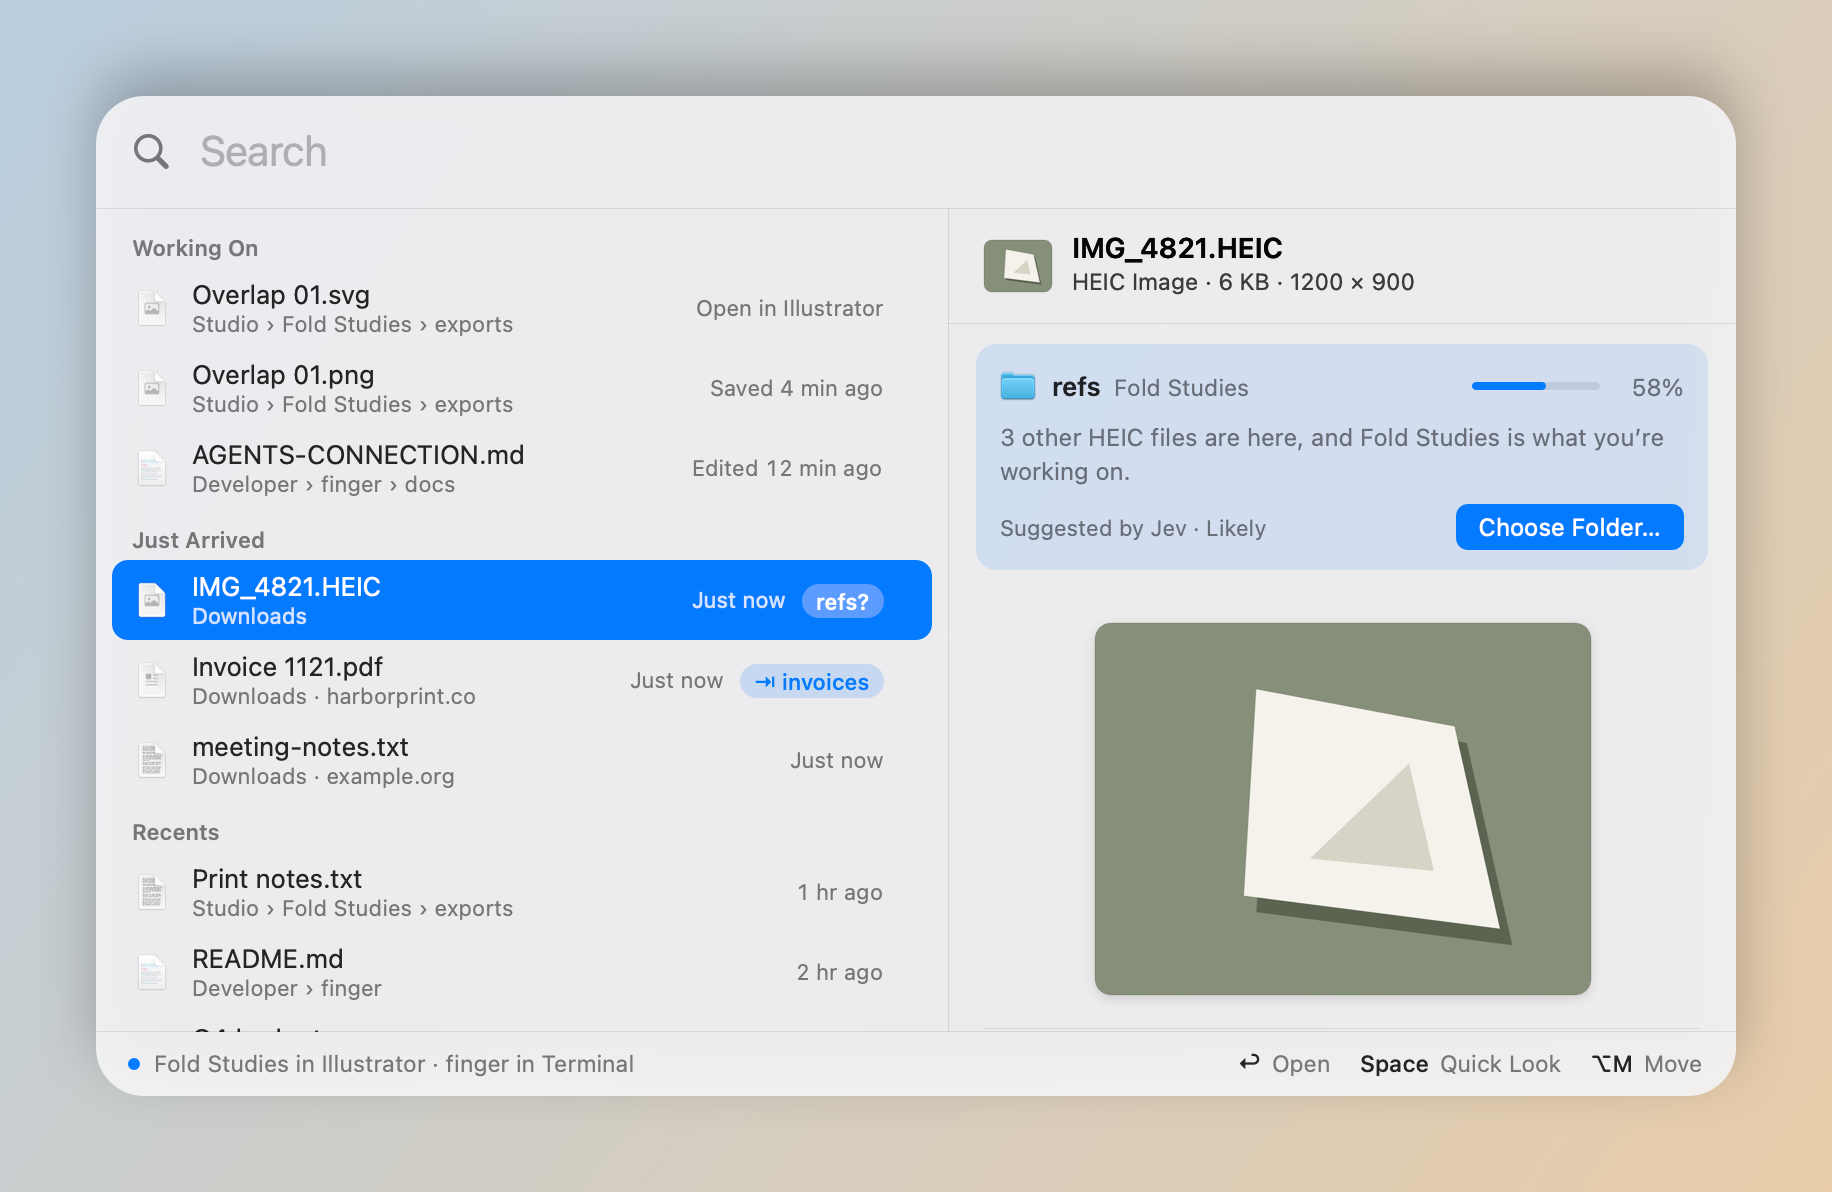 Search
Working On
Overlap 01.svg
Studio › Fold Studies › exports
Open in Illustrator
Overlap 01.png
Studio › Fold Studies › exports
Saved 4 min ago
AGENTS-CONNECTION.md
Developer › finger › docs
Edited 12 min ago
Just Arrived
IMG_4821.HEIC
Downloads
Just now refs?
Invoice 1121.pdf
Downloads · harborprint.co
Just now ⇥ invoices
meeting-notes.txt
Downloads · example.org
Just now
Recents
Print notes.txt
Studio › Fold Studies › exports
1 hr ago
README.md
Developer › finger
2 hr ago
IMG_4821.HEIC
HEIC Image · 6 KB · 1200 × 900
refs Fold Studies 58%
3 other HEIC files are here, and Fold Studies is what you’re
working on.
Suggested by Jev · Likely
Choose Folder…
Fold Studies in Illustrator · finger in Terminal
↩ Open Space Quick Look ⌥M Move